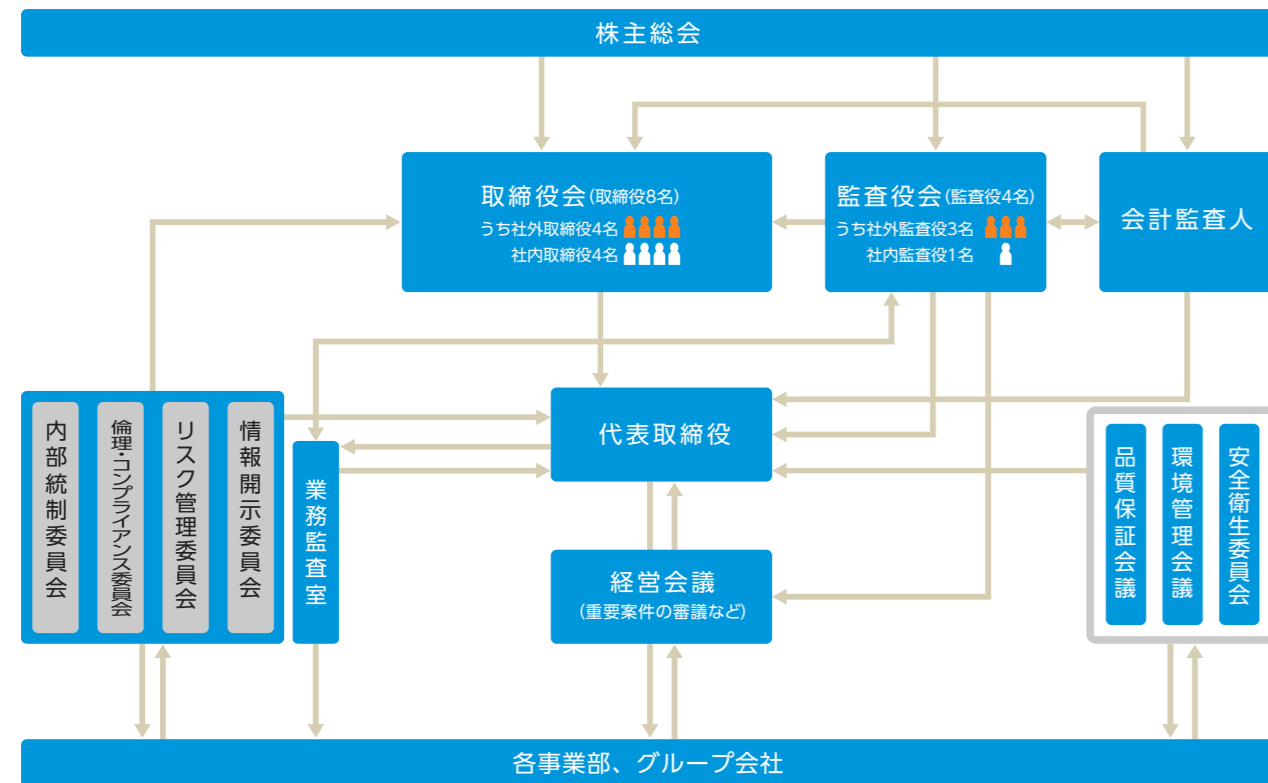 株主総会
取締役会(取締役8名)
うち社外取締役4名
社内取締役4名
監査役会(監査役4名)
うち社外監査役3名
社内監査役1名
会計監査人
内部統制委員会
倫理・コンプライアンス委員会
リスク管理委員会
情報開示委員会
業務監査室
代表取締役
経営会議
(重要案件の審議など)
品質保証会議
環境管理会議
安全衛生委員会
各事業部、グループ会社